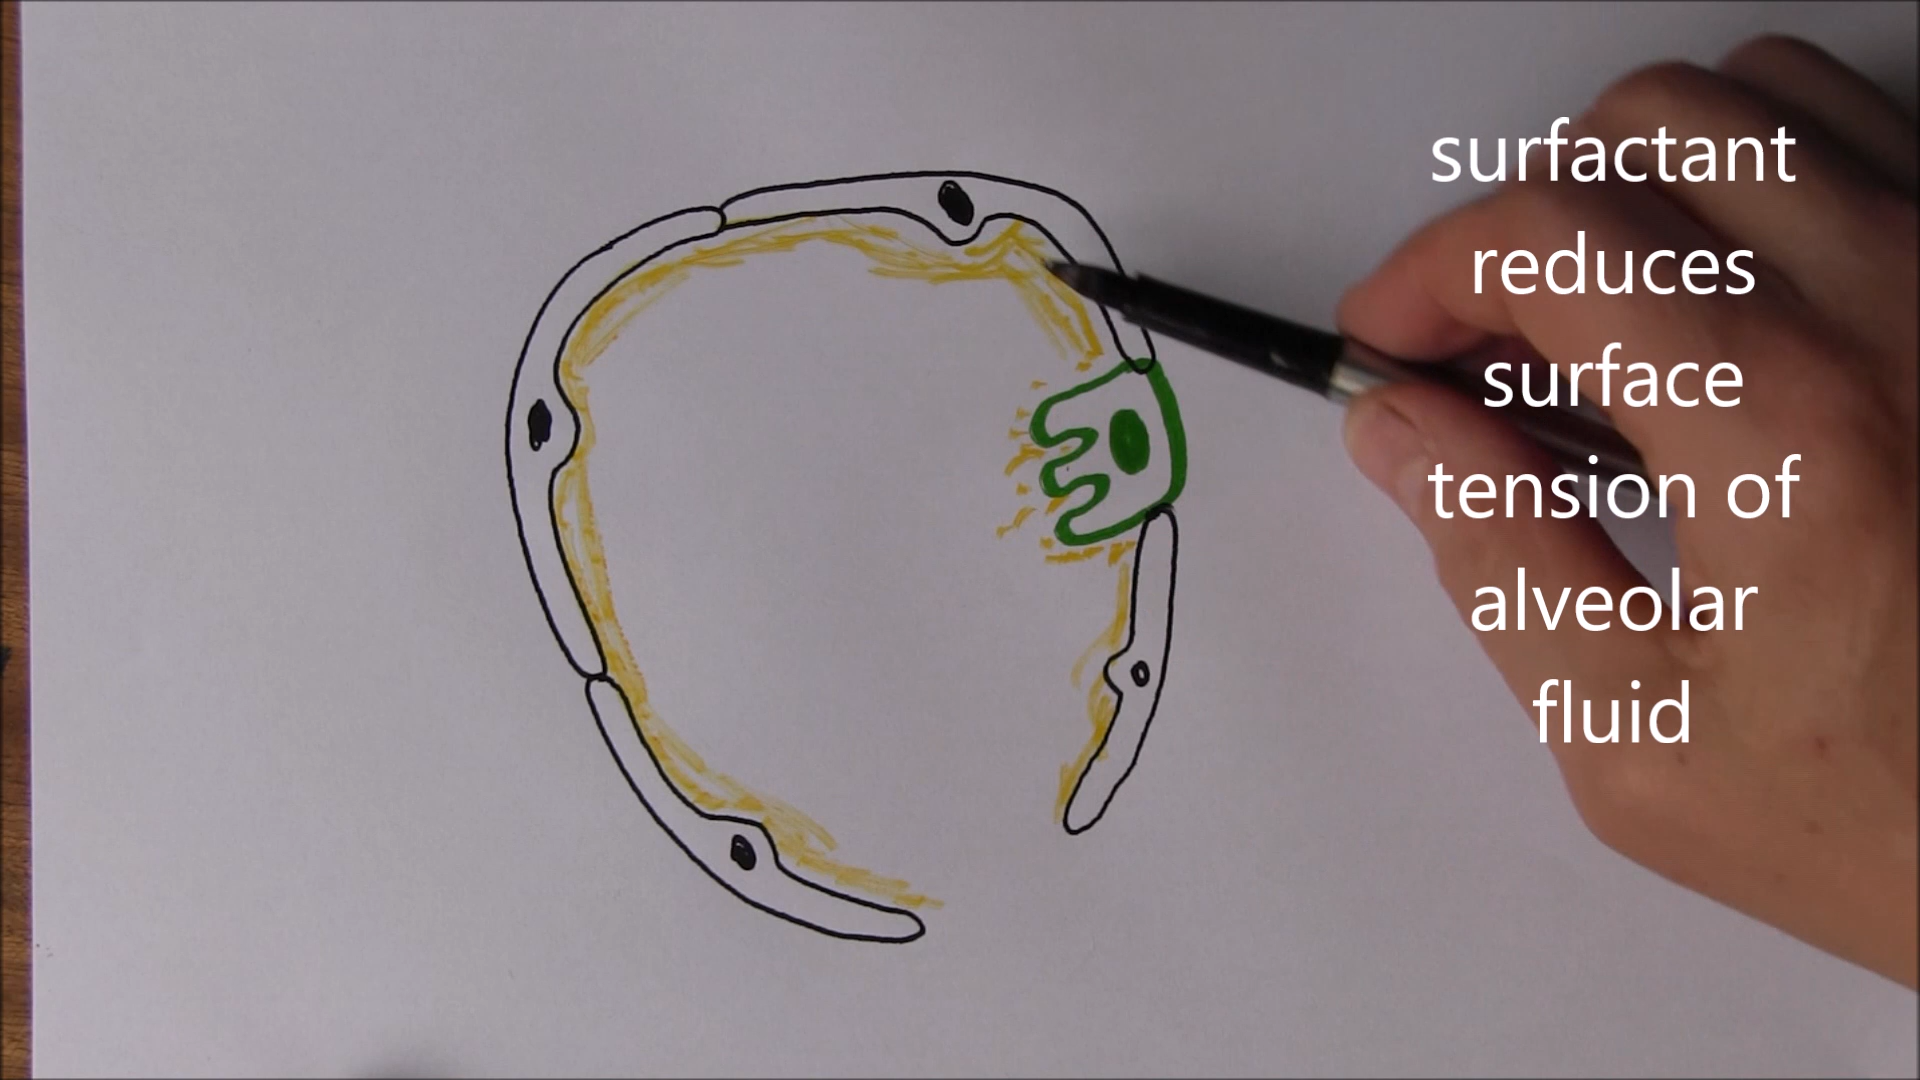 surfactant
reduces
surface
tension of
alveolar
fluid